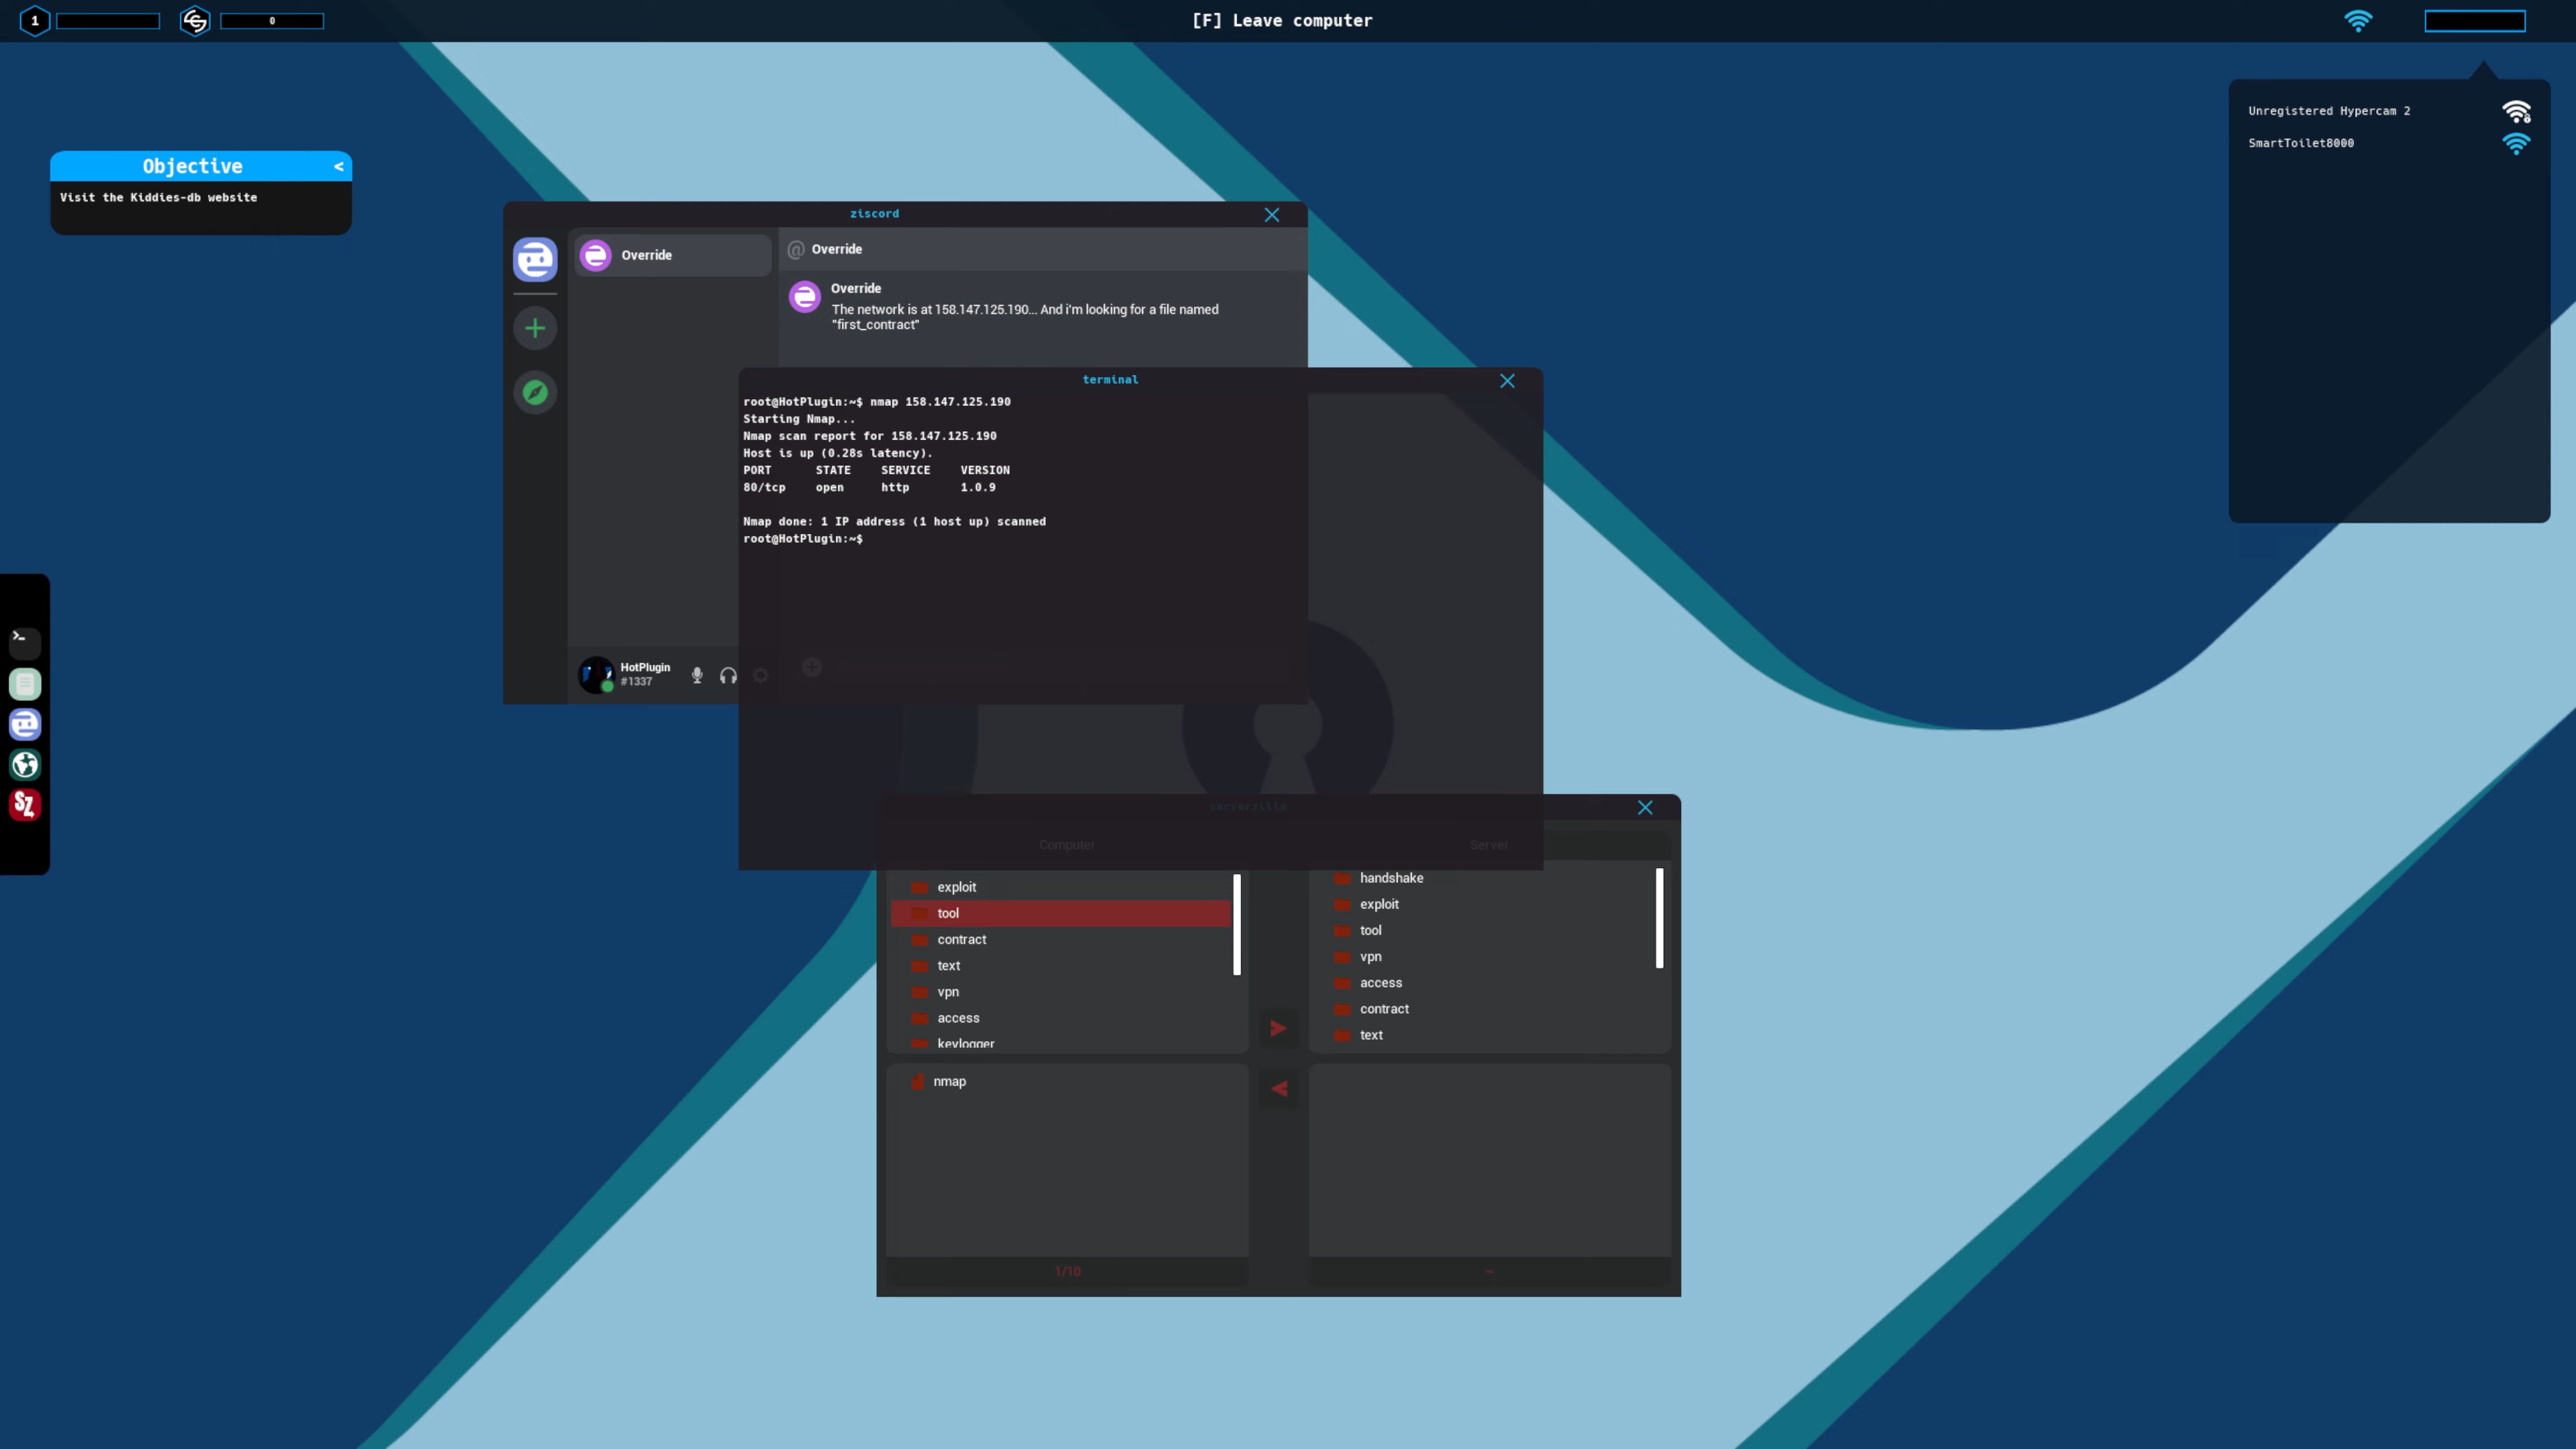 1
0
[F] Leave computer
Unregistered Hypercam 2
SmartToilet8000
Objective <
Visit the Kiddies-db website
ziscord
Override
@ Override
Override
The network is at 158.147.125.190... And i'm looking for a file named
"first_contract"
HotPlugin
#1337
terminal
root@HotPlugin:~$ nmap 158.147.125.190
Starting Nmap...
Nmap scan report for 158.147.125.190
Host is up (0.28s latency).
PORT STATE SERVICE VERSION
80/tcp open http 1.0.9
Nmap done: 1 IP address (1 host up) scanned
root@HotPlugin:~$
serverzilla
Computer
Server
exploit
tool
contract
text
vpn
access
keylogger
handshake
exploit
tool
vpn
access
contract
text
nmap
1/10
~
>_
SZ